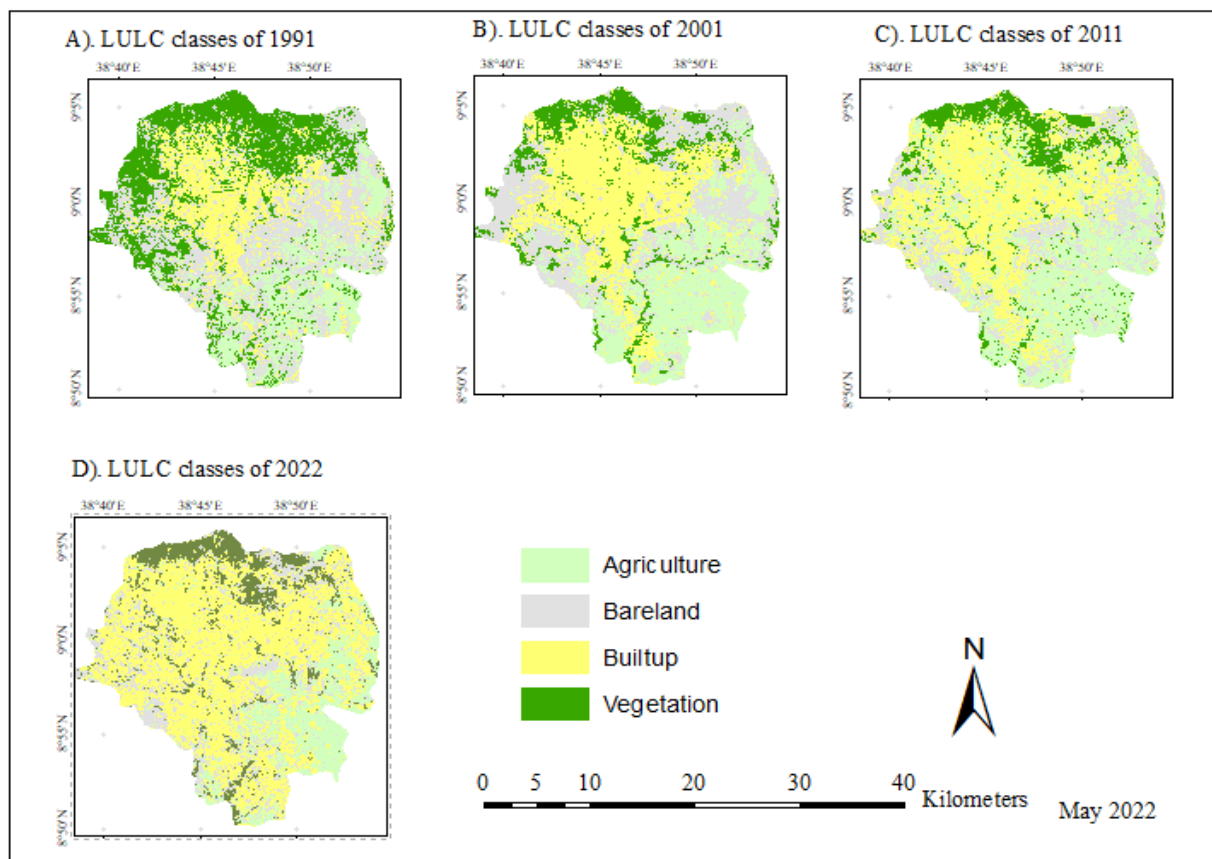 A). LULC classes of 1991
B). LULC classes of 2001
C). LULC classes of 2011
38°40'E 38°45'E 38°50'E
38°40'E 38°45'E 38°50'E
38°40'E 38°45'E 38°50'E
9°5'N
9°0'N
8°55'N
8°50'N
9°5'N
9°0'N
8°55'N
8°50'N
9°5'N
9°0'N
8°55'N
8°50'N
D). LULC classes of 2022
38°40'E 38°45'E 38°50'E
9°5'N
9°0'N
8°55'N
8°50'N
Agriculture
Bareland
Builtup
Vegetation
N
0 5 10 20 30 40
Kilometers
May 2022